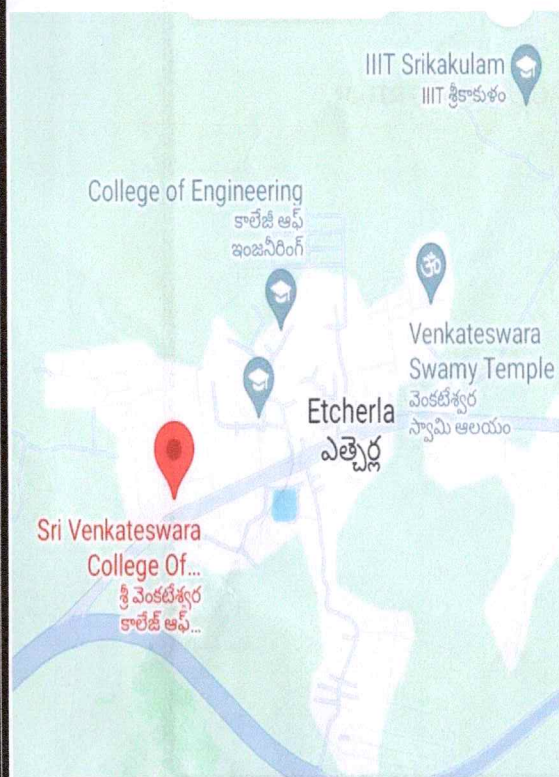 IIIT Srikakulam
IIIT శ్రీకాకుళం
College of Engineering
కాలేజీ ఆఫ్
ఇంజనీరింగ్
Venkateswara
Swamy Temple
వెంకటేశ్వర
స్వామి ఆలయం
Etcherla
ఎత్చెర్ల
Sri Venkateswara
College Of...
శ్రీ వెంకటేశ్వర
కాలేజ్ ఆఫ్...